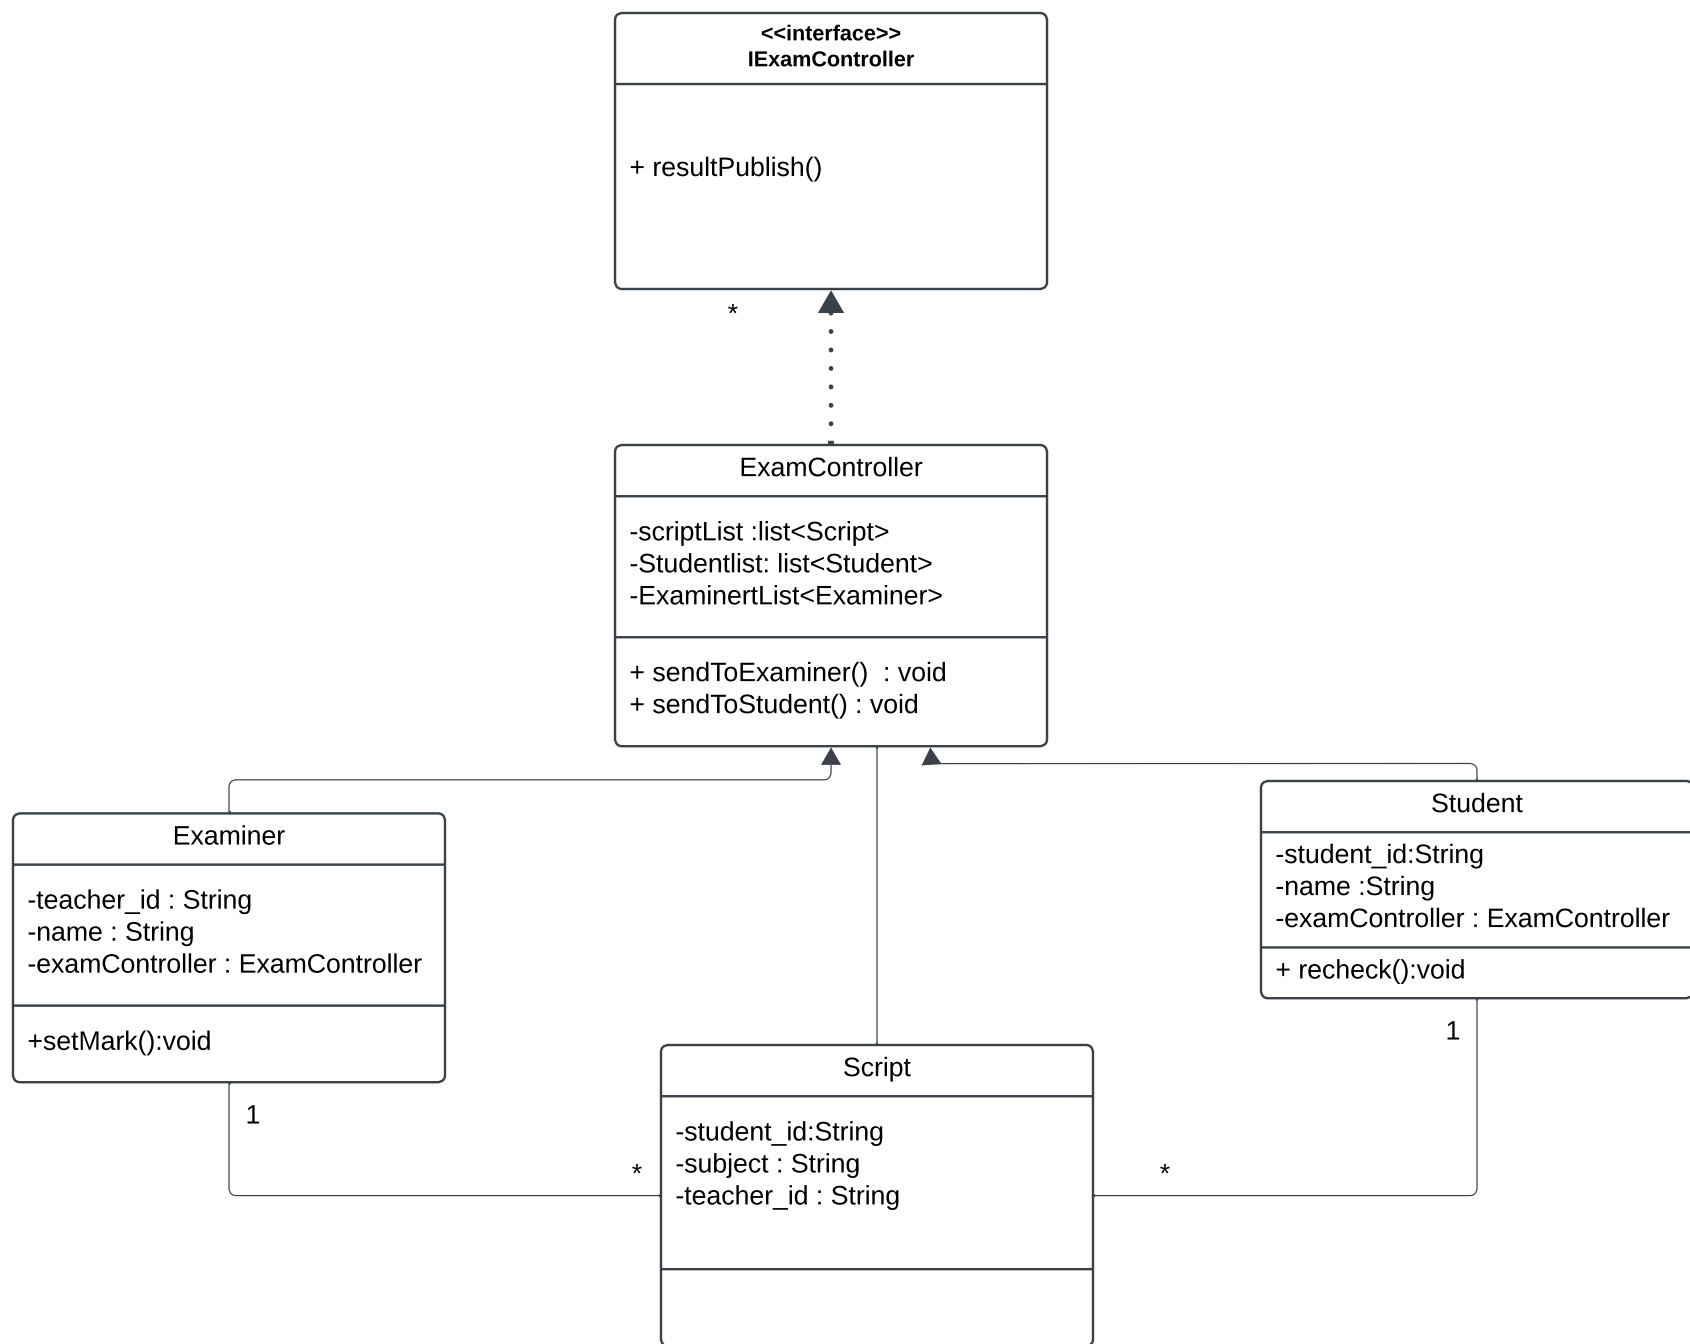 <<interface>>
IExamController
+ resultPublish()
*
ExamController
-scriptList :list<Script>
-Studentlist: list<Student>
-ExaminertList<Examiner>
+ sendToExaminer()  : void
+ sendToStudent() : void
Examiner
-teacher_id : String
-name : String
-examController : ExamController
+setMark():void
1
*
Student
-student_id:String
-name :String
-examController : ExamController
+ recheck():void
1
*
Script
-student_id:String
-subject : String
-teacher_id : String